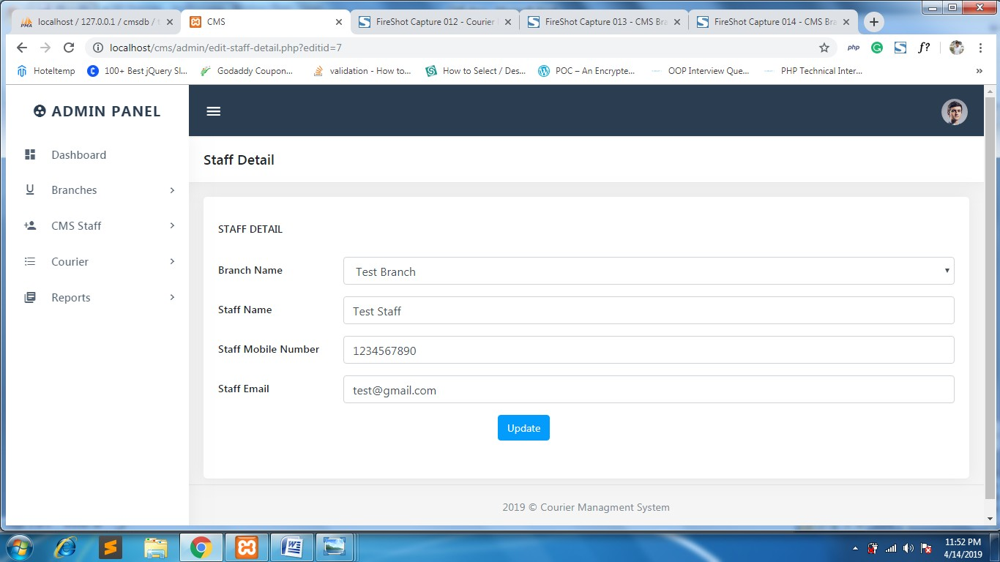 localhost / 127.0.0.1 / cmsdb /
CMS
FireShot Capture 012 - Courier
FireShot Capture 013 - CMS Bra
FireShot Capture 014 - CMS Bra
localhost/cms/admin/edit-staff-detail.php?editid=7
php
f?
Hoteltemp
100+ Best jQuery Sl...
Godaddy Coupon...
validation - How to...
How to Select / Des...
POC – An Encrypte...
OOP Interview Que...
PHP Technical Inter...
»
ADMIN PANEL
Dashboard
Branches
CMS Staff
Courier
Reports
Staff Detail
STAFF DETAIL
Branch Name
Test Branch
Staff Name
Test Staff
Staff Mobile Number
1234567890
Staff Email
test@gmail.com
Update
2019 © Courier Managment System
11:52 PM
4/14/2019